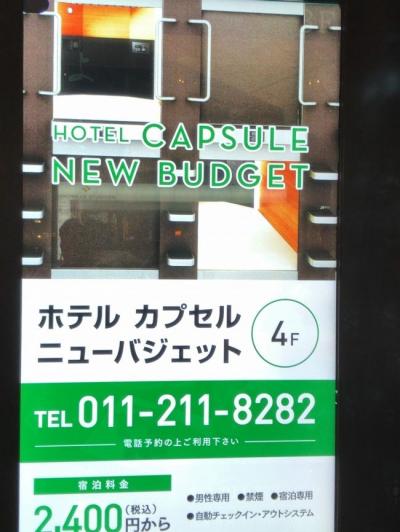 HOTEL CAPSULE
NEW BUDGET
ホテル カプセル
ニューバジェット
4F
TEL 011-211-8282
電話予約の上ご利用下さい
宿泊料金
2,400(税込)円から
●男性専用 ●禁煙 ●宿泊専用
●自動チェックイン・アウトシステム